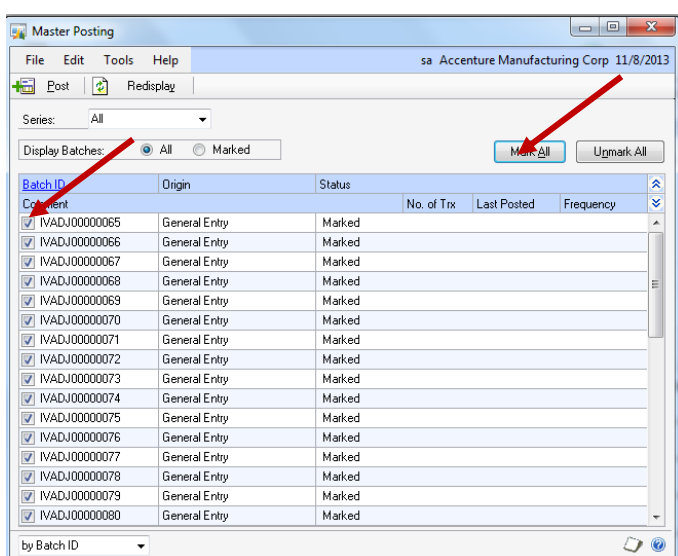 Master Posting
File Edit Tools Help sa Accenture Manufacturing Corp 11/8/2013
Post Redisplay
Series: All
Display Batches: All Marked Mark All Unmark All
Batch ID Origin Status
Comment No. of Trx Last Posted Frequency
IVADJ00000065 General Entry Marked
IVADJ00000066 General Entry Marked
IVADJ00000067 General Entry Marked
IVADJ00000068 General Entry Marked
IVADJ00000069 General Entry Marked
IVADJ00000070 General Entry Marked
IVADJ00000071 General Entry Marked
IVADJ00000072 General Entry Marked
IVADJ00000073 General Entry Marked
IVADJ00000074 General Entry Marked
IVADJ00000075 General Entry Marked
IVADJ00000076 General Entry Marked
IVADJ00000077 General Entry Marked
IVADJ00000078 General Entry Marked
IVADJ00000079 General Entry Marked
IVADJ00000080 General Entry Marked
by Batch ID